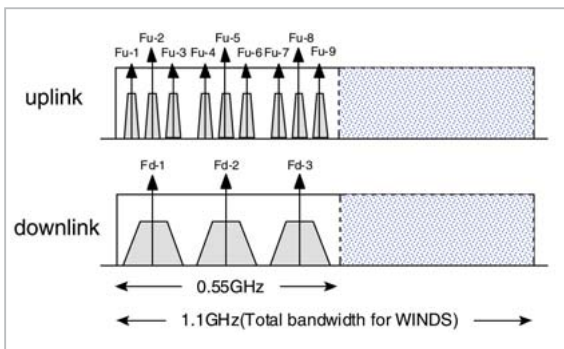 Fu-2 Fu-5 Fu-8
Fu-1 Fu-3 Fu-4 Fu-6 Fu-7 Fu-9
uplink
Fd-1 Fd-2 Fd-3
downlink
0.55GHz
1.1GHz(Total bandwidth for WINDS)